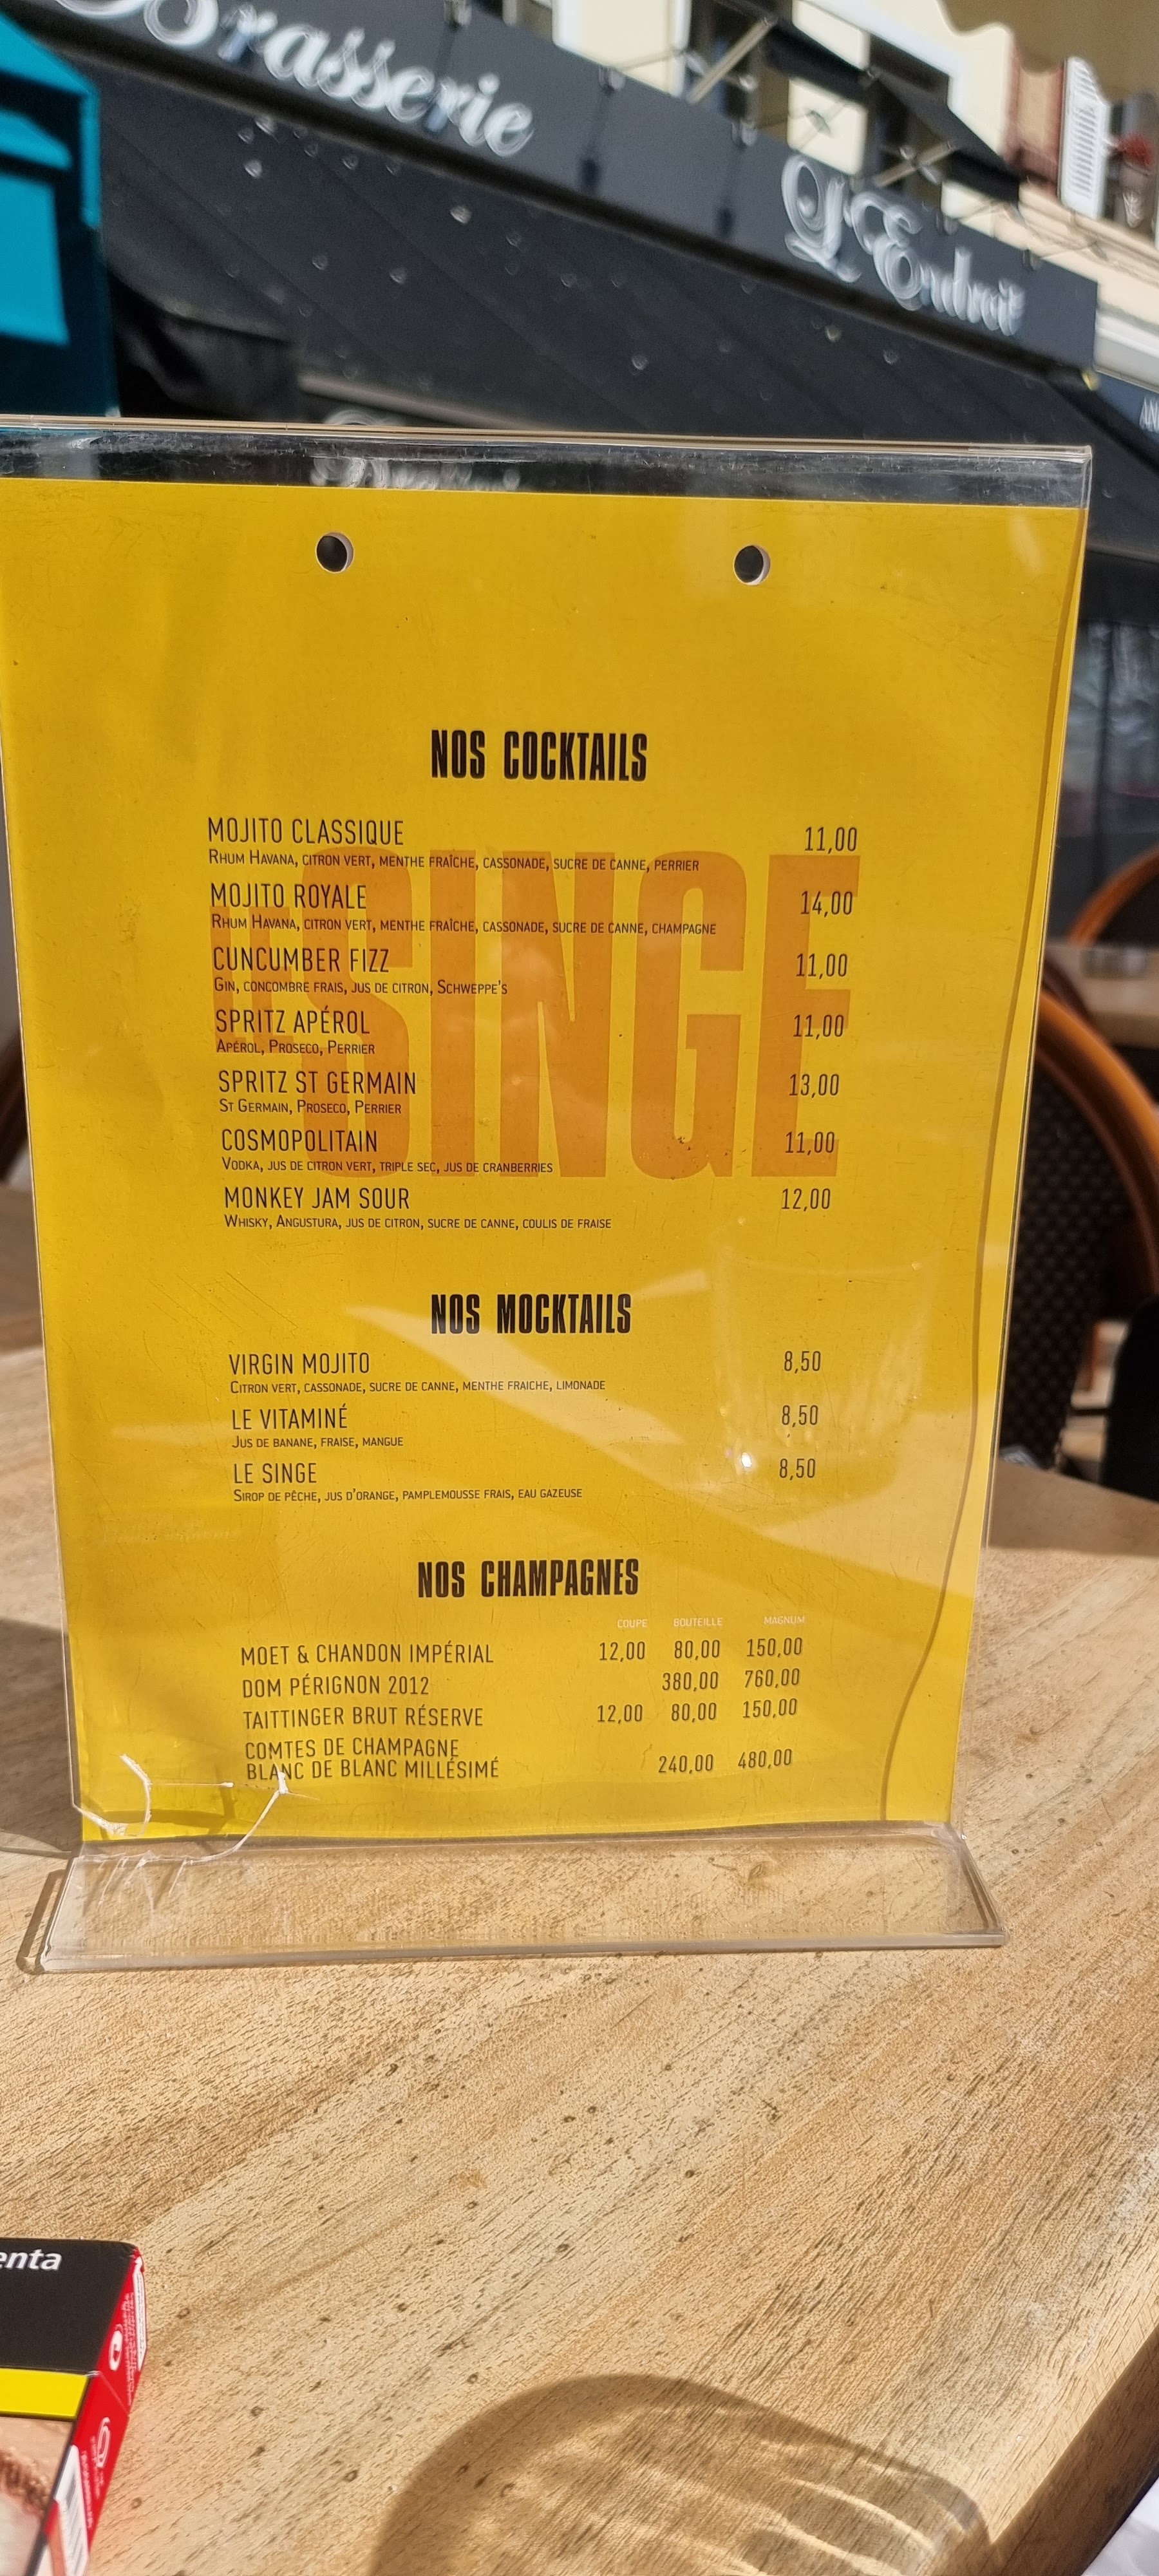 Brasserie
L'Endroit
NOS COCKTAILS
MOJITO CLASSIQUE 11,00
RHUM HAVANA, CITRON VERT, MENTHE FRAÎCHE, CASSONADE, SUCRE DE CANNE, PERRIER
MOJITO ROYALE 14,00
RHUM HAVANA, CITRON VERT, MENTHE FRAÎCHE, CASSONADE, SUCRE DE CANNE, CHAMPAGNE
CUNCUMBER FIZZ 11,00
GIN, CONCOMBRE FRAIS, JUS DE CITRON, SCHWEPPE'S
SPRITZ APÉROL 11,00
APÉROL, PROSECO, PERRIER
SPRITZ ST GERMAIN 13,00
ST GERMAIN, PROSECO, PERRIER
COSMOPOLITAIN 11,00
VODKA, JUS DE CITRON VERT, TRIPLE SEC, JUS DE CRANBERRIES
MONKEY JAM SOUR 12,00
WHISKY, ANGUSTURA, JUS DE CITRON, SUCRE DE CANNE, COULIS DE FRAISE
SINGE
NOS MOCKTAILS
VIRGIN MOJITO 8,50
CITRON VERT, CASSONADE, SUCRE DE CANNE, MENTHE FRAICHE, LIMONADE
LE VITAMINÉ 8,50
JUS DE BANANE, FRAISE, MANGUE
LE SINGE 8,50
SIROP DE PÊCHE, JUS D'ORANGE, PAMPLEMOUSSE FRAIS, EAU GAZEUSE
NOS CHAMPAGNES
COUPE BOUTEILLE MAGNUM
MOET & CHANDON IMPÉRIAL 12,00 80,00 150,00
DOM PÉRIGNON 2012 380,00 760,00
TAITTINGER BRUT RÉSERVE 12,00 80,00 150,00
COMTES DE CHAMPAGNE
BLANC DE BLANC MILLÉSIMÉ 240,00 480,00
enta